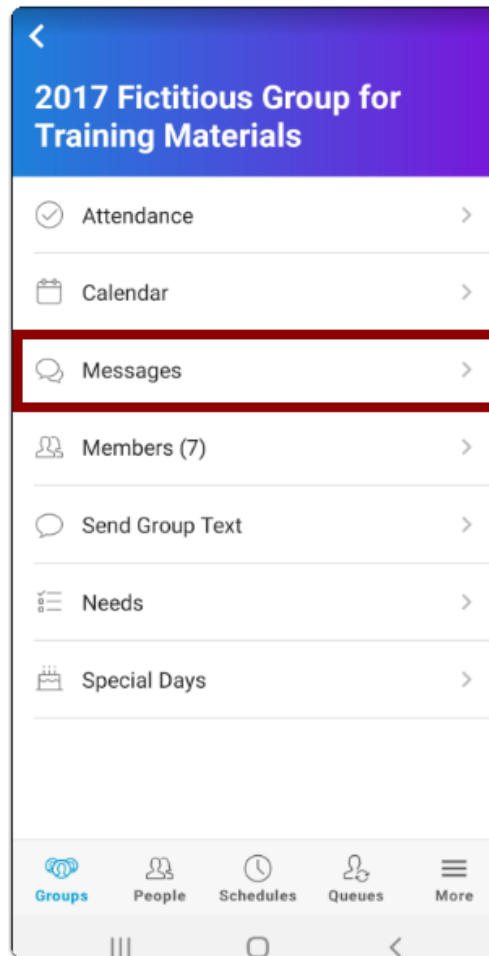 2017 Fictitious Group for
Training Materials
Attendance
Calendar
Messages
Members (7)
Send Group Text
Needs
Special Days
Groups People Schedules Queues More